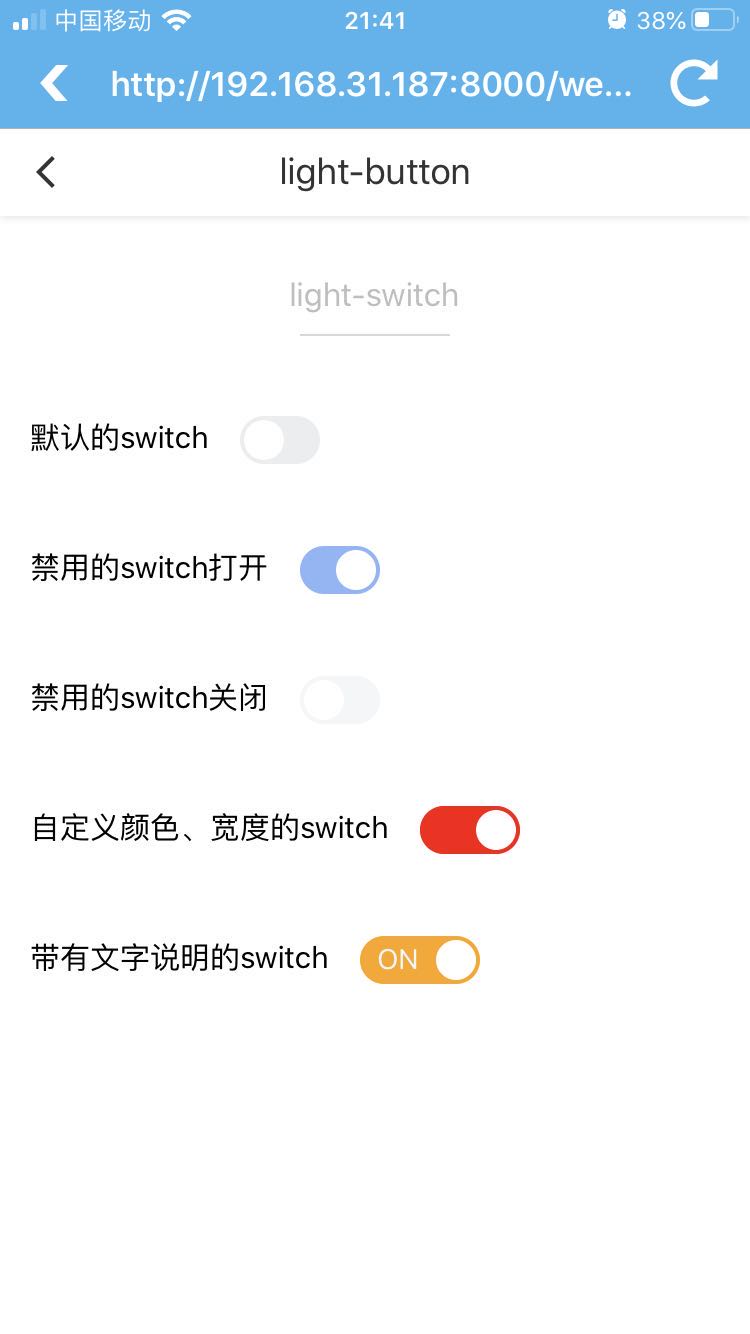 中国移动 21:41 38%
http://192.168.31.187:8000/we...
light-button
light-switch
默认的switch
禁用的switch打开
禁用的switch关闭
自定义颜色、宽度的switch
带有文字说明的switch ON